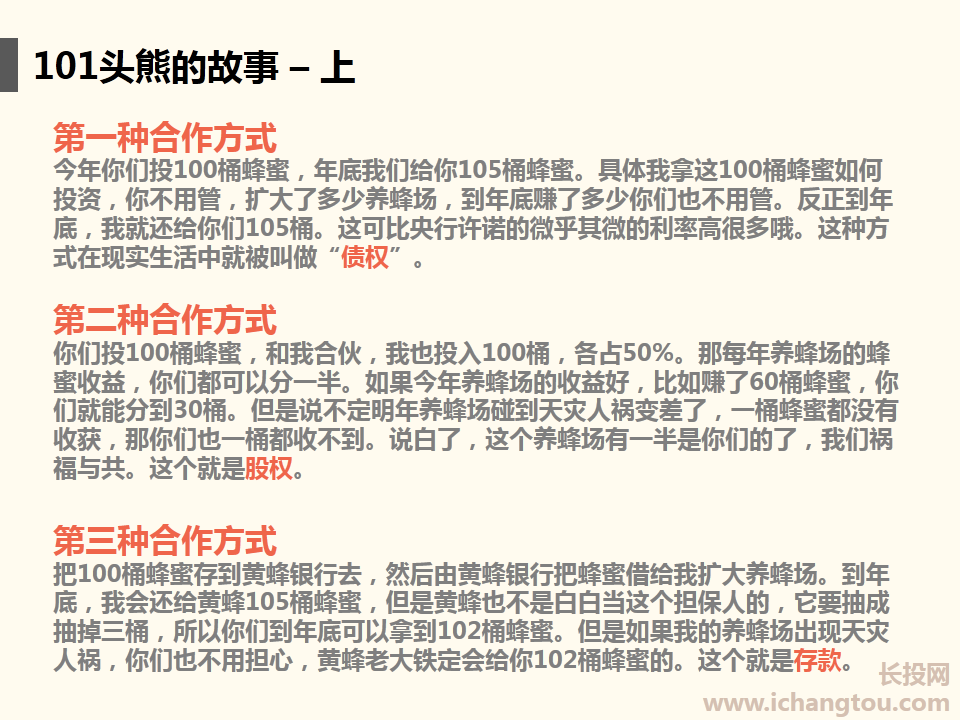 101头熊的故事 – 上
第一种合作方式
今年你们投100桶蜂蜜，年底我们给你105桶蜂蜜。具体我拿这100桶蜂蜜如何
投资，你不用管，扩大了多少养蜂场，到年底赚了多少你们也不用管。反正到年
底，我就还给你们105桶。这可比央行许诺的微乎其微的利率高很多哦。这种方
式在现实生活中就被叫做“债权”。
第二种合作方式
你们投100桶蜂蜜，和我合伙，我也投入100桶，各占50%。那每年养蜂场的蜂
蜜收益，你们都可以分一半。如果今年养蜂场的收益好，比如赚了60桶蜂蜜，你
们就能分到30桶。但是说不定明年养蜂场碰到天灾人祸变差了，一桶蜂蜜都没有
收获，那你们也一桶都收不到。说白了，这个养蜂场有一半是你们的了，我们祸
福与共。这个就是股权。
第三种合作方式
把100桶蜂蜜存到黄蜂银行去，然后由黄蜂银行把蜂蜜借给我扩大养蜂场。到年
底，我会还给黄蜂105桶蜂蜜，但是黄蜂也不是白白当这个担保人的，它要抽成
抽掉三桶，所以你们到年底可以拿到102桶蜂蜜。但是如果我的养蜂场出现天灾
人祸，你们也不用担心，黄蜂老大铁定会给你102桶蜂蜜的。这个就是存款。
长投网
www.ichangtou.com